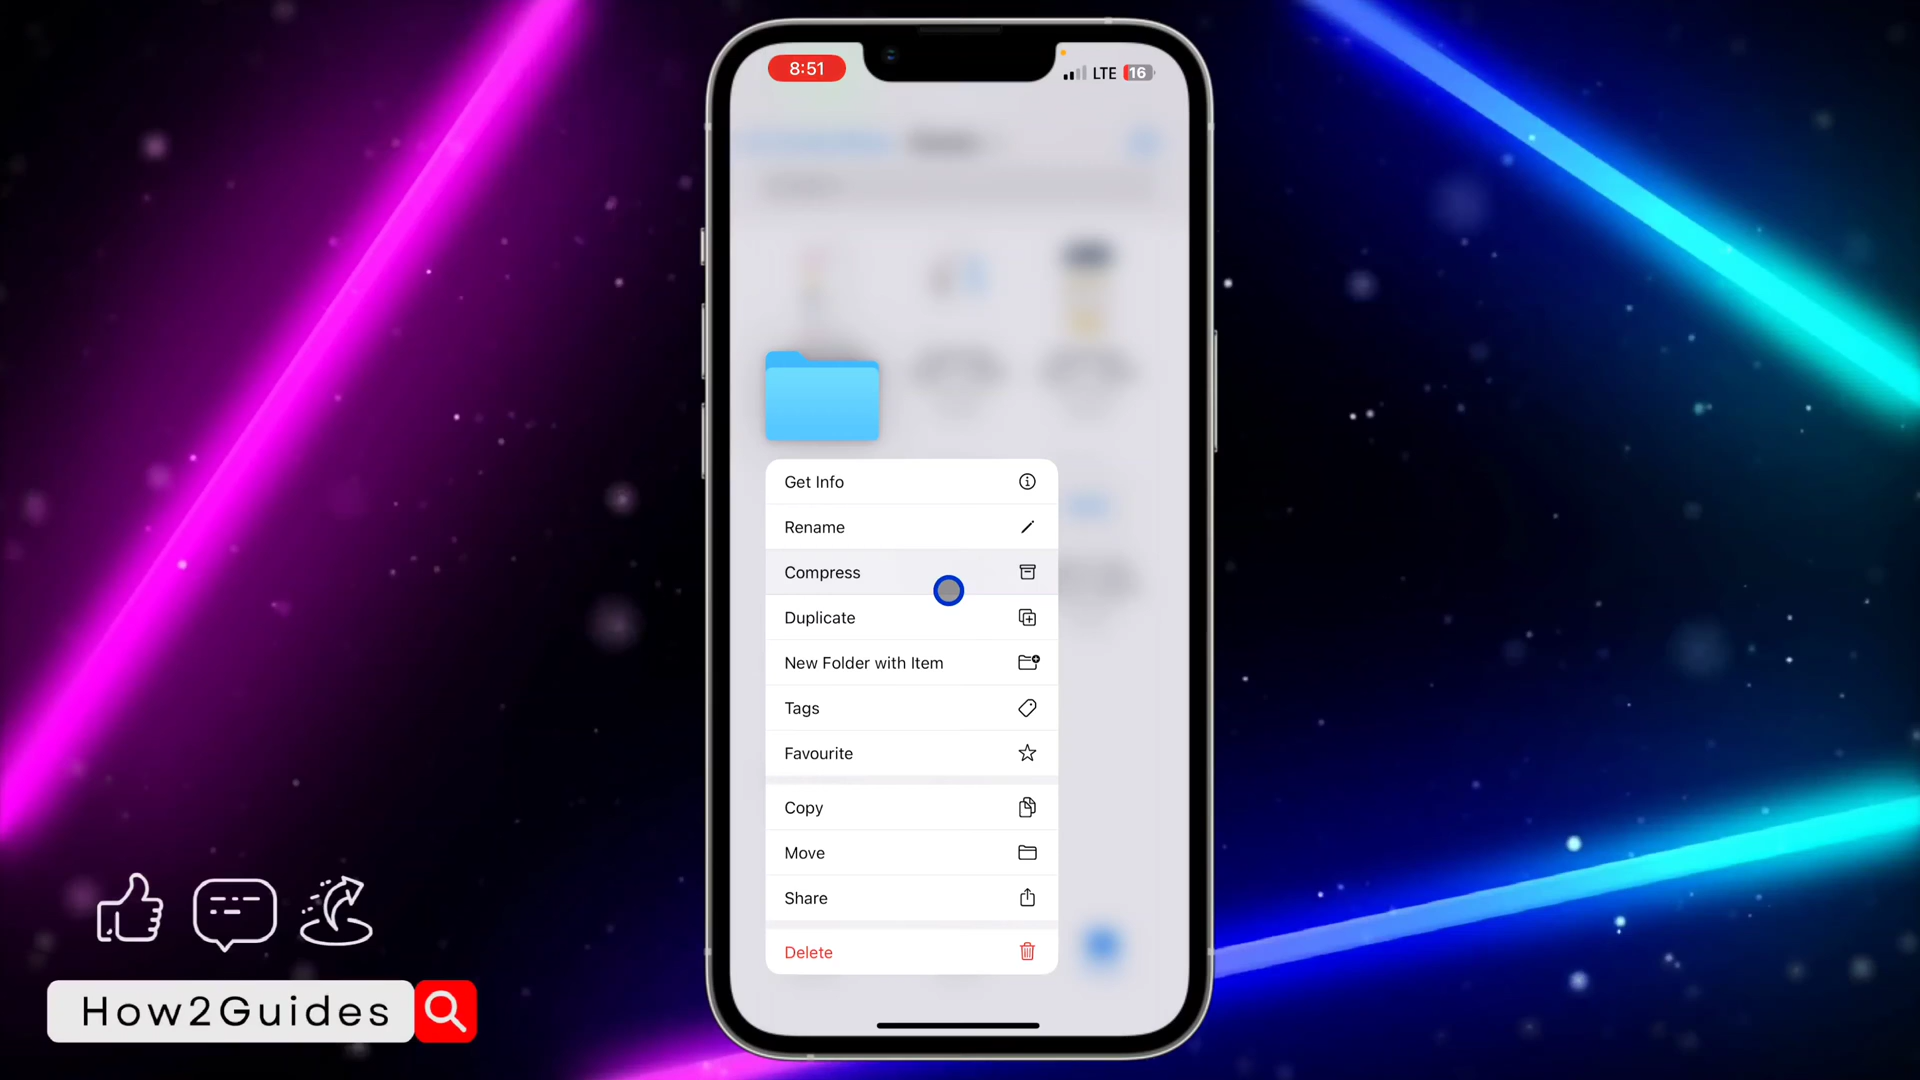 8:51
LTE 16
Get Info
Rename
Compress
Duplicate
New Folder with Item
Tags
Favourite
Copy
Move
Share
Delete
How2Guides